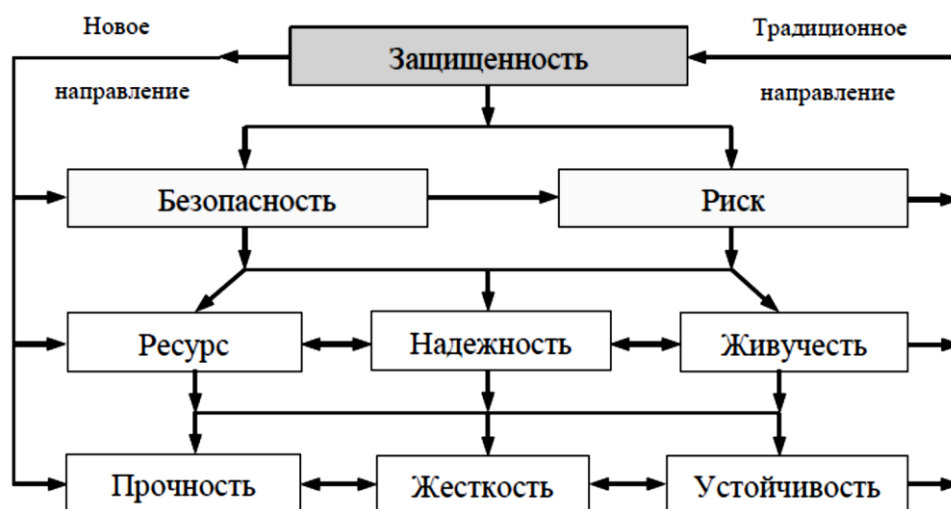 Новое
направление
Защищенность
Традиционное
направление
Безопасность
Риск
Ресурс
Надежность
Живучесть
Прочность
Жесткость
Устойчивость